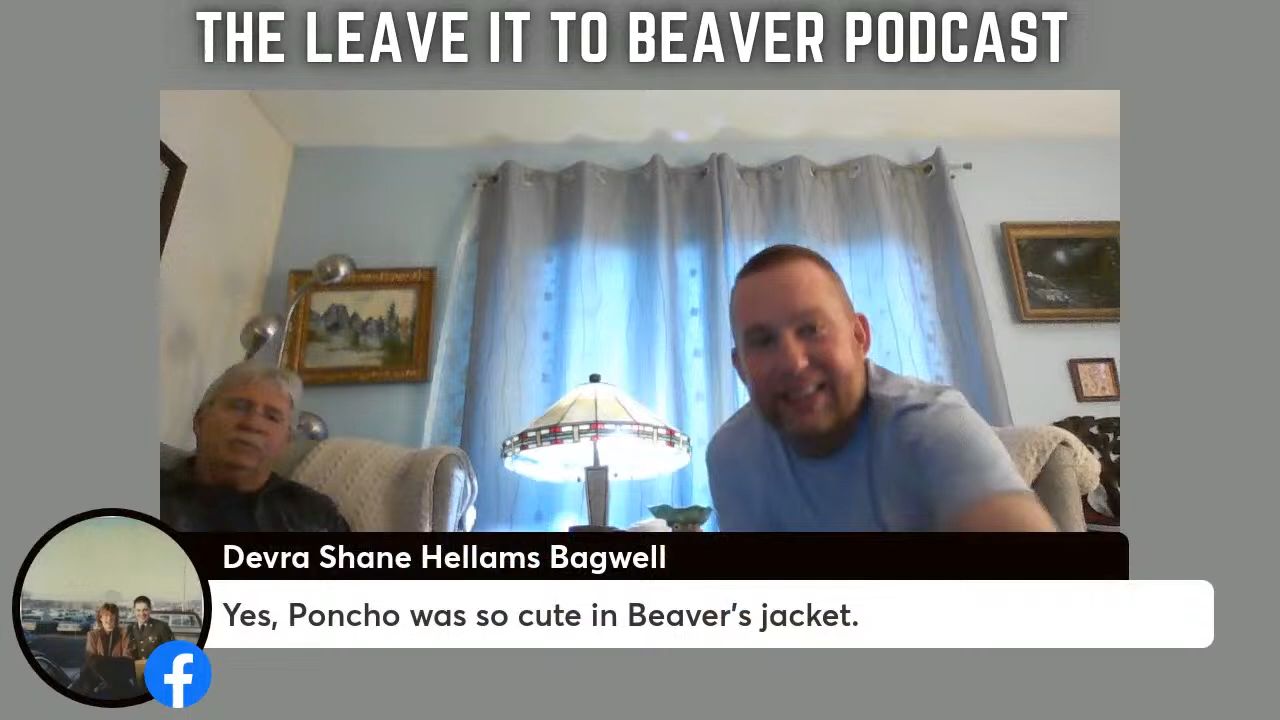 THE LEAVE IT TO BEAVER PODCAST
Devra Shane Hellams Bagwell
Yes, Poncho was so cute in Beaver's jacket.